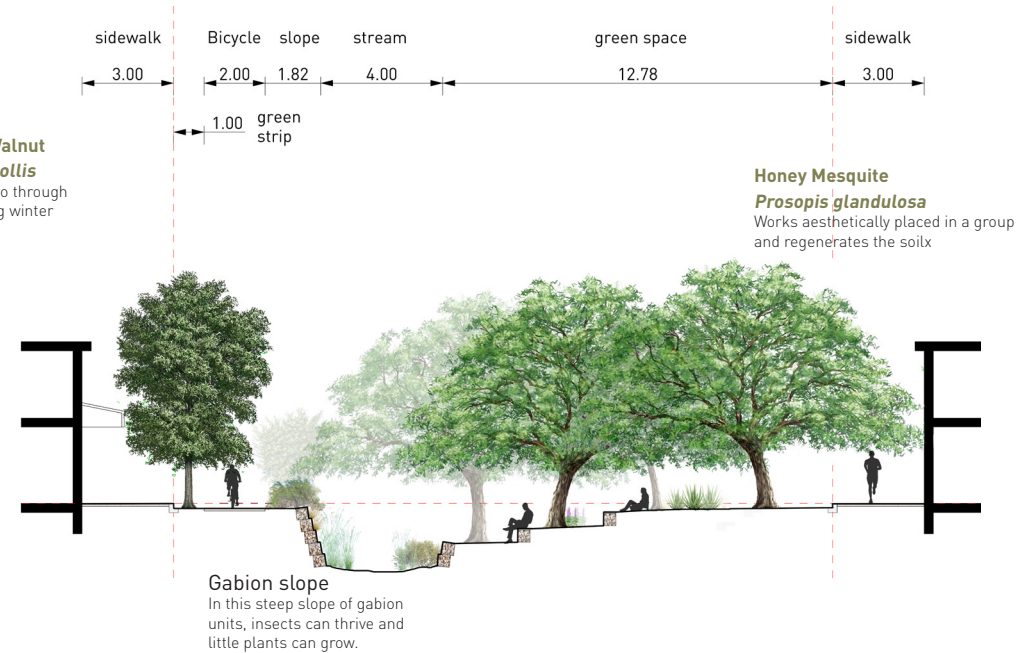 sidewalk Bicycle slope stream green space sidewalk
3.00 2.00 1.82 4.00 12.78 3.00
1.00 green
strip
Walnut
ollis
o through
g winter
Honey Mesquite
Prosopis glandulosa
Works aesthetically placed in a group
and regenerates the soilx
Gabion slope
In this steep slope of gabion
units, insects can thrive and
little plants can grow.